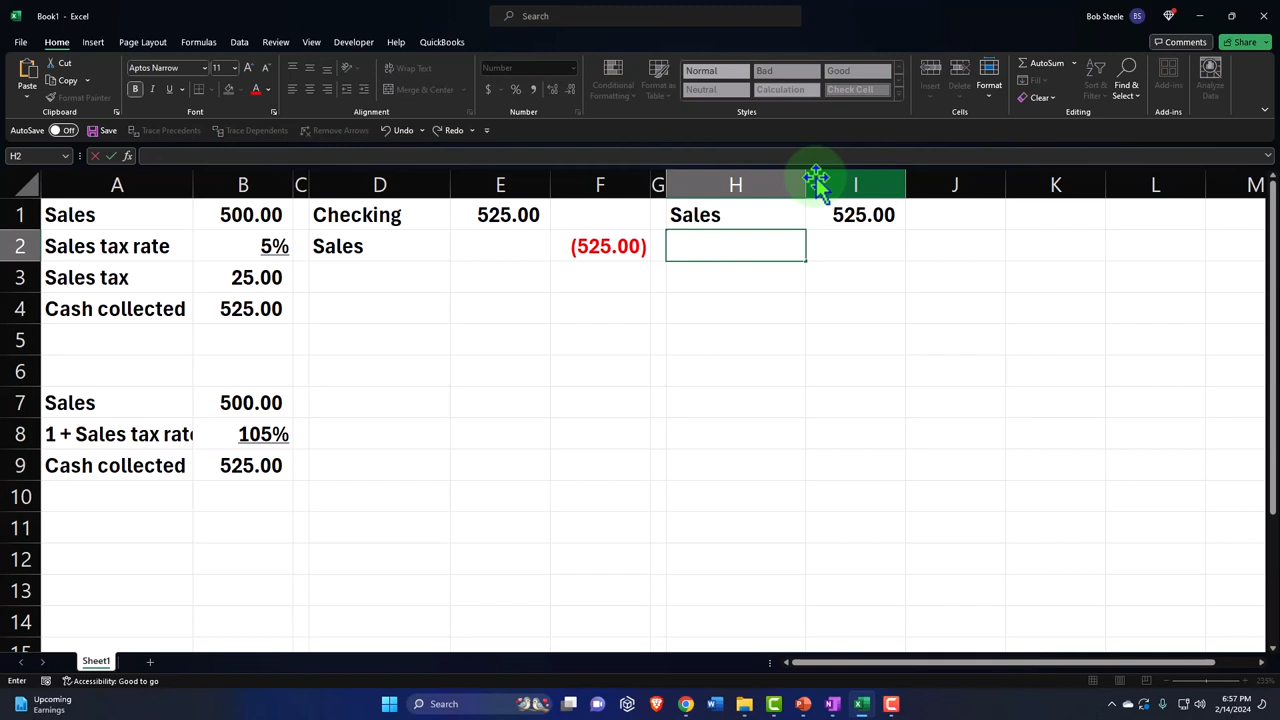 Book1 - Excel
Search
Bob Steele BS
File Home Insert Page Layout Formulas Data Review View Developer Help QuickBooks
Comments Share
Paste Cut Copy Format Painter
Clipboard
Aptos Narrow 11 A A
B I U A
Font
Wrap Text
Merge & Center
Alignment
Number
$ %
Number
Conditional Formatting
Format as Table
Normal Bad Good
Neutral Calculation Check Cell
Styles
Insert Delete Format
Cells
AutoSum
Fill
Clear
Sort & Filter
Find & Select
Editing
Add-ins
Add-ins
Analyze Data
AutoSave Off Save Trace Precedents Trace Dependents Remove Arrows Undo Redo
H2 fx
A B C D E F G H I J K L M
1 Sales 500.00 Checking 525.00 Sales 525.00
2 Sales tax rate 5% Sales (525.00)
3 Sales tax 25.00
4 Cash collected 525.00
5
6
7 Sales 500.00
8 1 + Sales tax rate 105%
9 Cash collected 525.00
10
11
12
13
14
15
Sheet1
Enter Accessibility: Good to go 235%
Upcoming
Earnings
Search
6:57 PM
2/14/2024